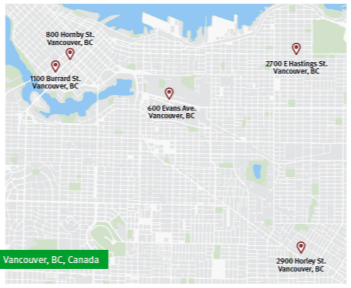 800 Hornby St.
Vancouver, BC
1100 Burrard St.
Vancouver, BC
2700 E Hastings St.
Vancouver, BC
600 Evans Ave.
Vancouver, BC
Vancouver, BC, Canada
2900 Horley St.
Vancouver, BC